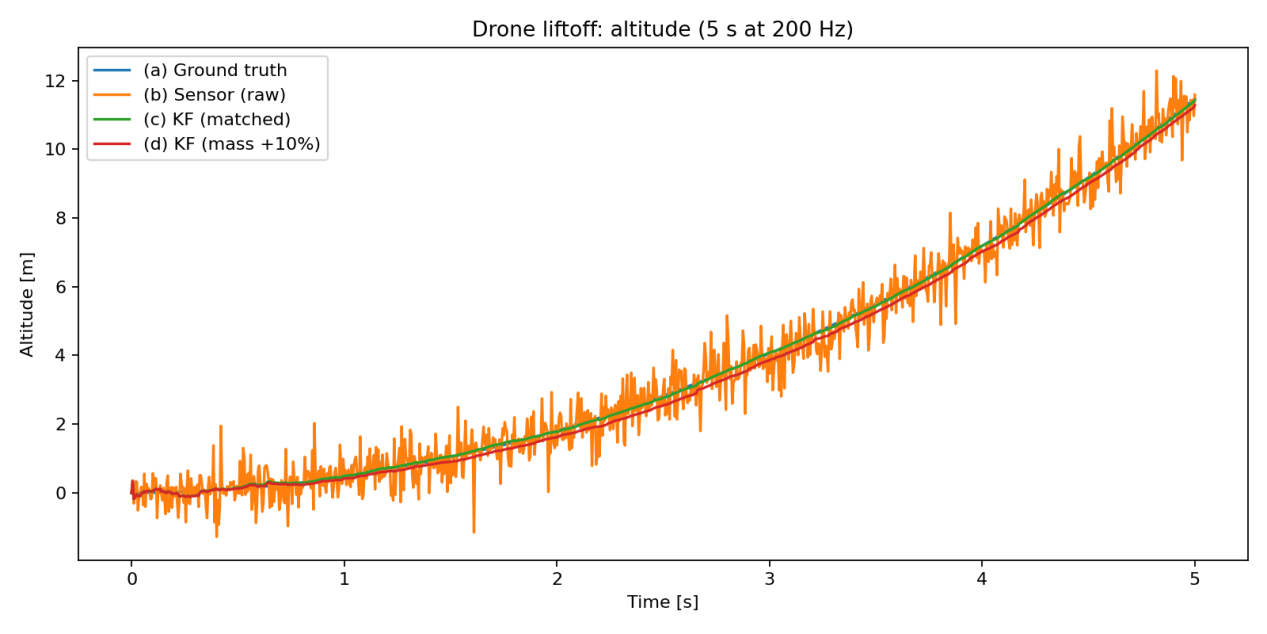 Drone liftoff: altitude (5 s at 200 Hz)
(a) Ground truth
(b) Sensor (raw)
(c) KF (matched)
(d) KF (mass +10%)
Altitude [m]
12
10
8
6
4
2
0
0 1 2 3 4 5
Time [s]